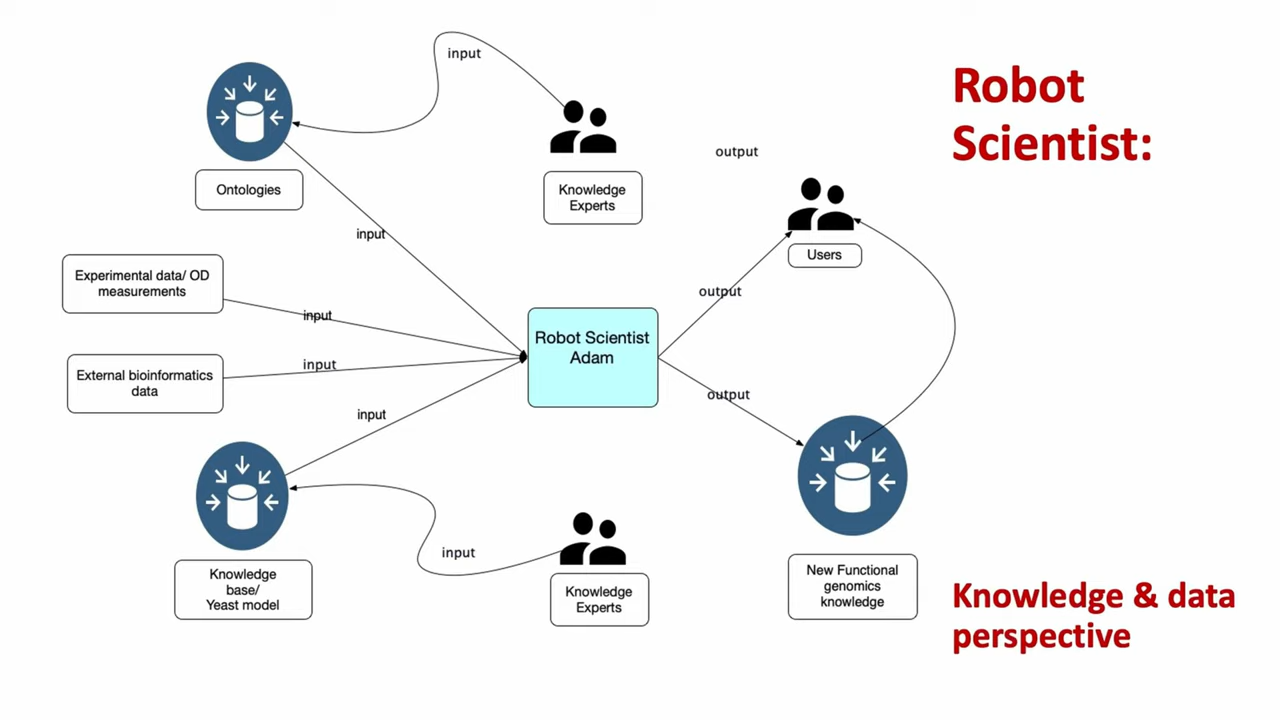 input
Robot
Scientist:
output
Ontologies
Knowledge
Experts
input
Users
Experimental data/ OD
measurements
output
input
Robot Scientist
Adam
External bioinformatics
data
input
output
input
input
Knowledge
base/
Yeast model
Knowledge
Experts
New Functional
genomics
knowledge
Knowledge & data
perspective